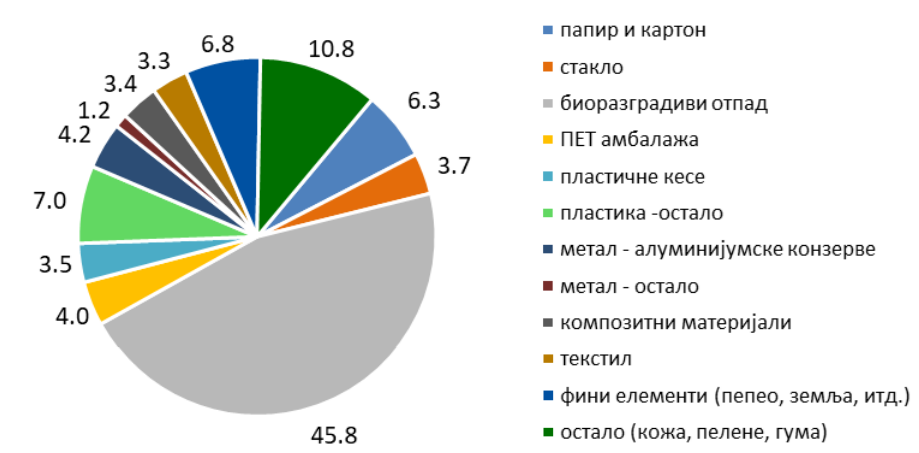 10.8
6.3
3.7
45.8
4.0
3.5
7.0
4.2
1.2
3.4
3.3
6.8
папир и картон
стакло
биоразградиви отпад
ПЕТ амбалажа
пластичне кесе
пластика -остало
метал - алуминијумске конзерве
метал - остало
композитни материјали
текстил
фини елементи (пепео, земља, итд.)
остало (кожа, пелене, гума)